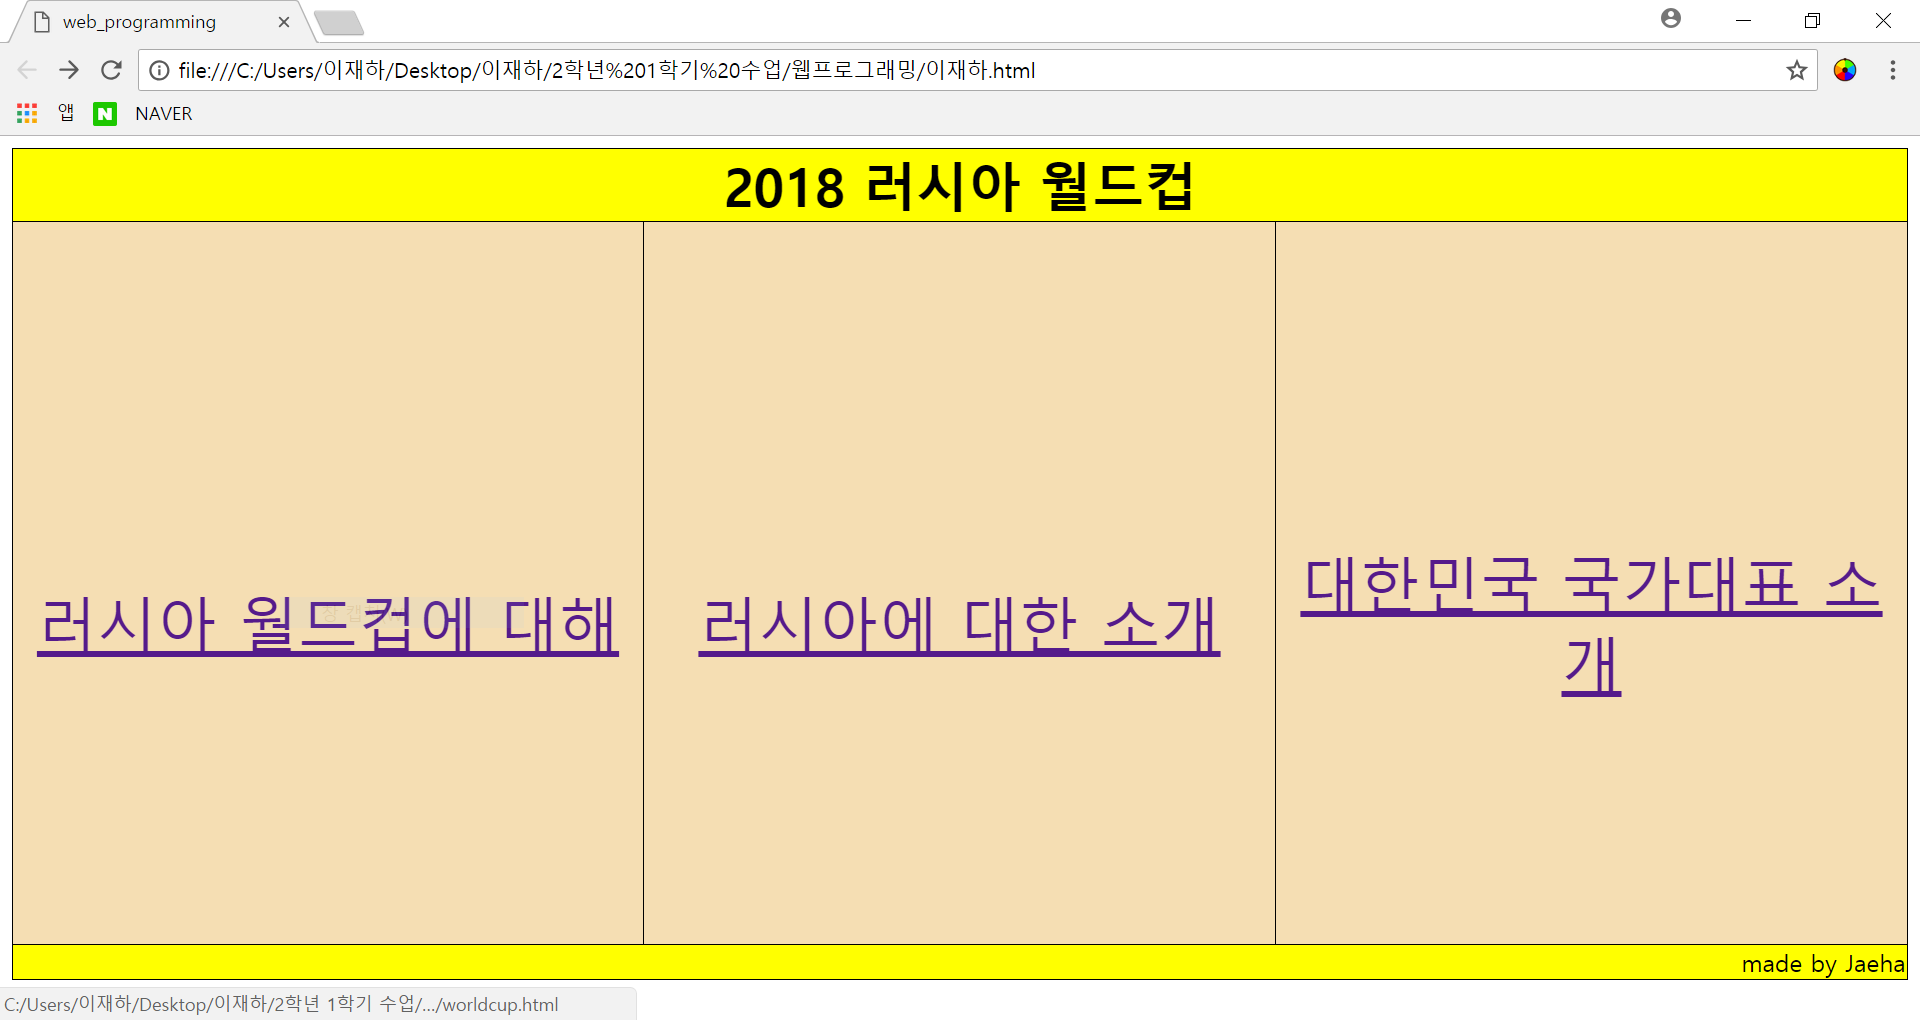 web_programming
file:///C:/Users/이재하/Desktop/이재하/2학년%201학기%20수업/웹프로그래밍/이재하.html
앱 N NAVER
2018 러시아 월드컵
러시아 월드컵에 대해
러시아에 대한 소개
대한민국 국가대표 소
개
made by Jaeha
C:/Users/이재하/Desktop/이재하/2학년 1학기 수업/.../worldcup.html